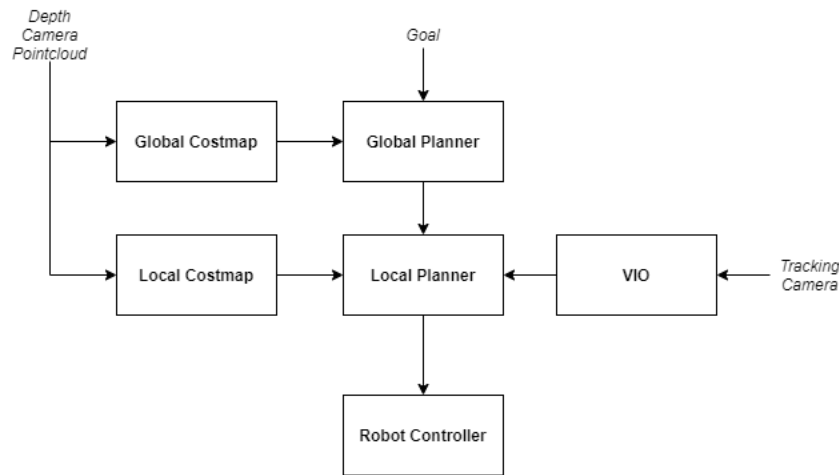 Depth
Camera
Pointcloud
Goal
Global Costmap
Global Planner
Local Costmap
Local Planner
VIO
Tracking
Camera
Robot Controller